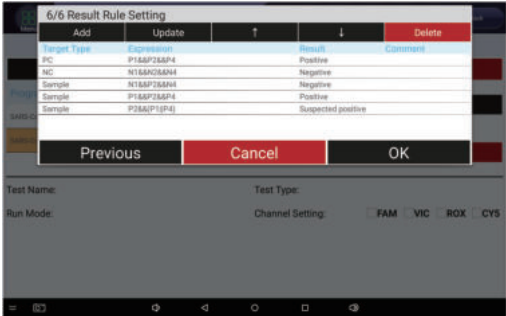 6/6 Result Rule Setting
Add Update ↑ ↓ Delete
Target Type Expression Result Comment
PC P1&&P2&&P4 Positive
NC N1&&N2&&N4 Negative
Sample N1&&P2&&N4 Negative
Sample P1&&P2&&P4 Positive
Sample P2&&(P1||P4) Suspected positive
Previous Cancel OK
Test Name: Test Type:
Run Mode: Channel Setting: FAM VIC ROX CY5